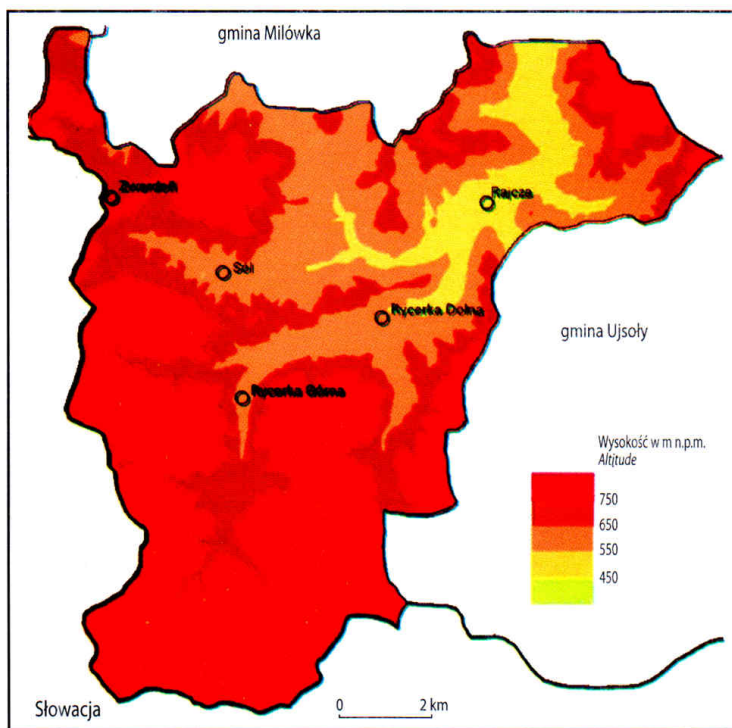 gmina Milówka
Zwardoń
Rajcza
Sól
Rycerka Dolna
gmina Ujsoły
Rycerka Górna
Wysokość w m n.p.m.
Altitude
750
650
550
450
Słowacja
0 2 km